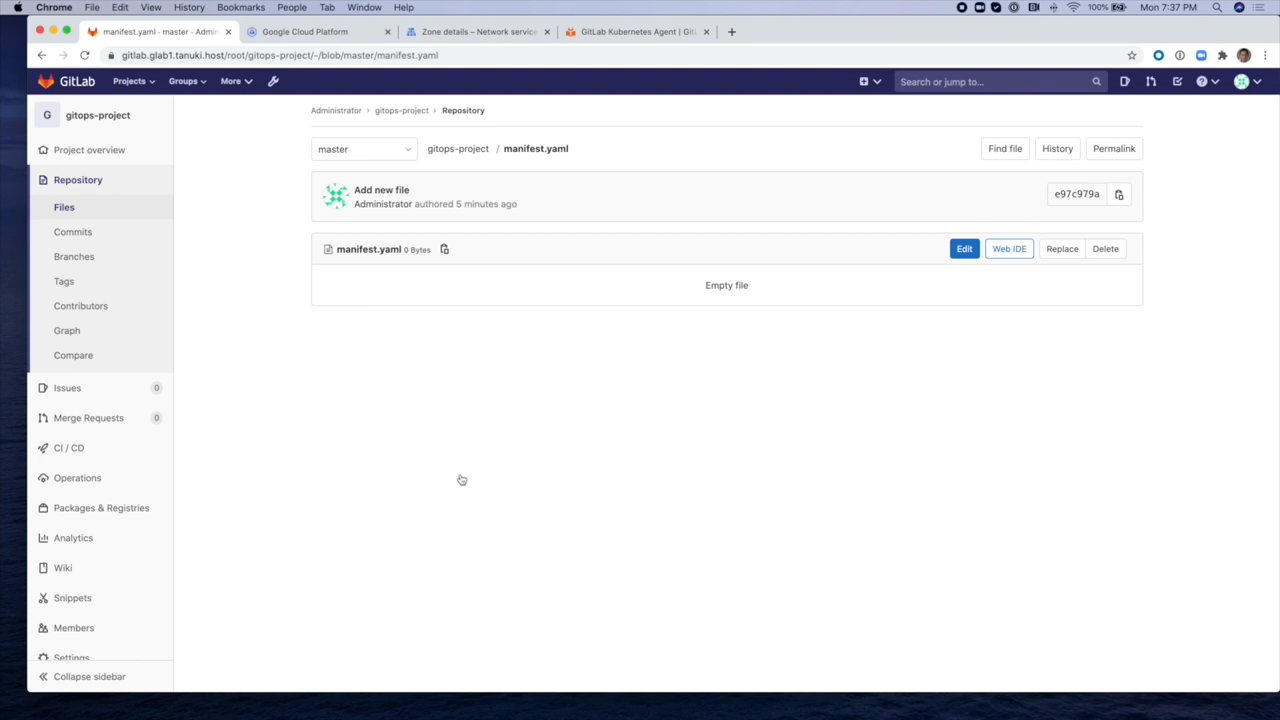 Chrome File Edit View History Bookmarks People Tab Window Help 100% Mon 7:37 PM
manifest.yaml · master · Admin Google Cloud Platform Zone details – Network service GitLab Kubernetes Agent | GitL
gitlab.glab1.tanuki.host/root/gitops-project/-/blob/master/manifest.yaml
GitLab Projects Groups More Search or jump to...
G gitops-project
Administrator › gitops-project › Repository
Project overview
master gitops-project / manifest.yaml Find file History Permalink
Repository
Add new file
Administrator authored 5 minutes ago
e97c979a
Files
Commits
manifest.yaml 0 Bytes Edit Web IDE Replace Delete
Branches
Tags
Empty file
Contributors
Graph
Compare
Issues 0
Merge Requests 0
CI / CD
Operations
Packages & Registries
Analytics
Wiki
Snippets
Members
Settings
Collapse sidebar